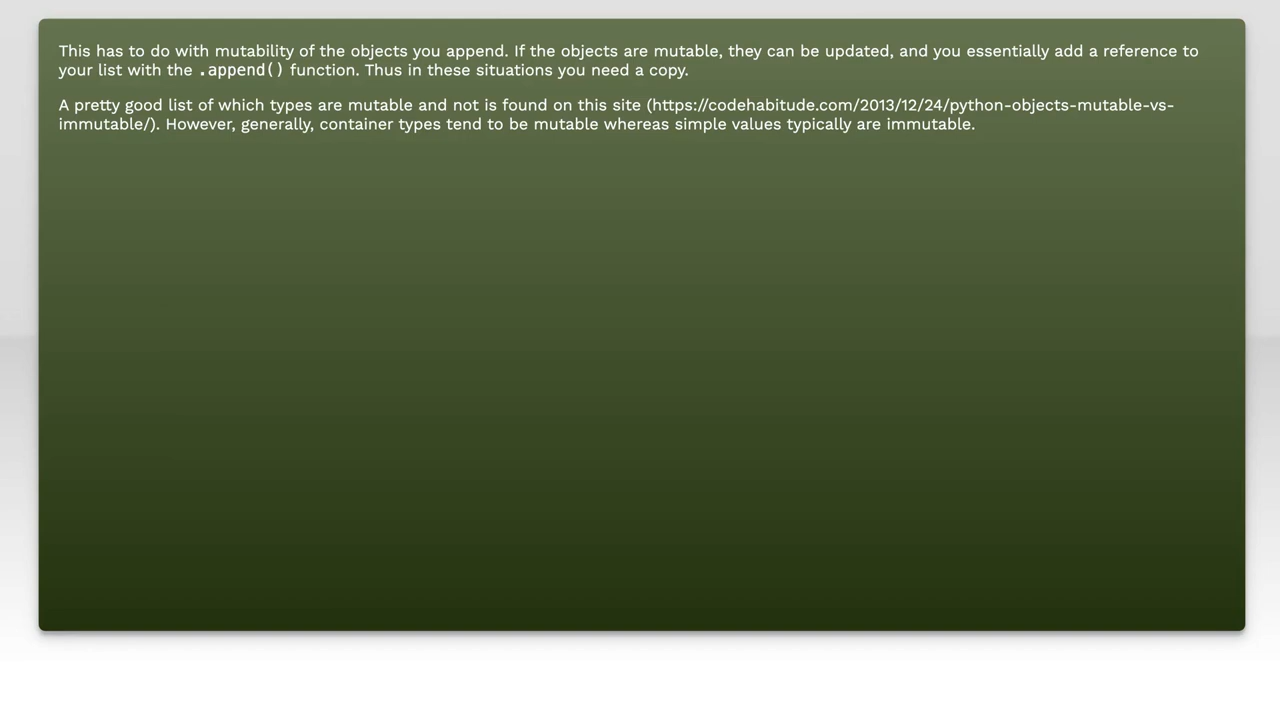 This has to do with mutability of the objects you append. If the objects are mutable, they can be updated, and you essentially add a reference to
your list with the .append() function. Thus in these situations you need a copy.
A pretty good list of which types are mutable and not is found on this site (https://codehabitude.com/2013/12/24/python-objects-mutable-vs-
immutable/). However, generally, container types tend to be mutable whereas simple values typically are immutable.